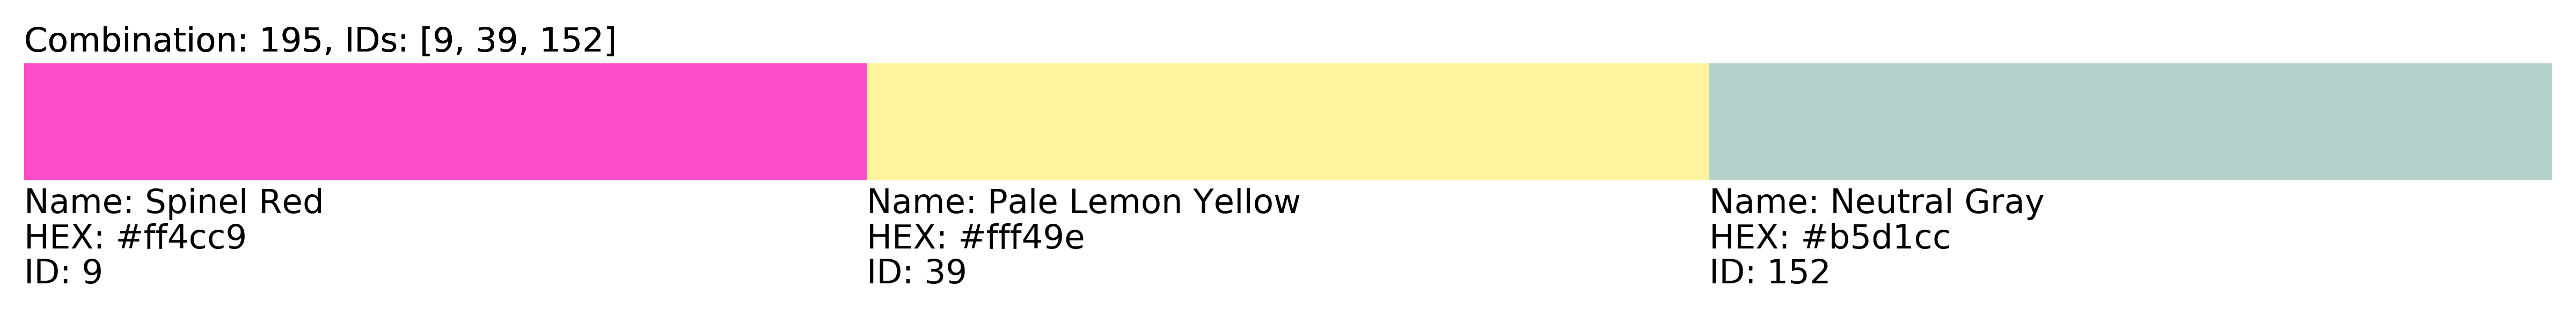 Combination: 195, IDs: [9, 39, 152]
Name: Spinel Red
HEX: #ff4cc9
ID: 9
Name: Pale Lemon Yellow
HEX: #fff49e
ID: 39
Name: Neutral Gray
HEX: #b5d1cc
ID: 152